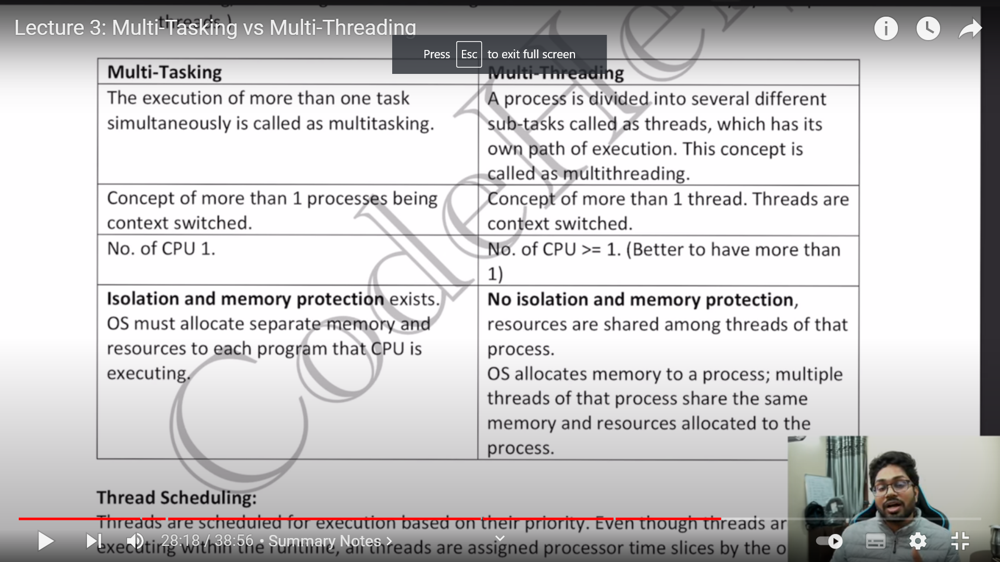 threads.)
Lecture 3: Multi-Tasking vs Multi-Threading
Press Esc to exit full screen
Multi-Tasking
Multi-Threading
The execution of more than one task
simultaneously is called as multitasking.
A process is divided into several different
sub-tasks called as threads, which has its
own path of execution. This concept is
called as multithreading.
Concept of more than 1 processes being
context switched.
Concept of more than 1 thread. Threads are
context switched.
No. of CPU 1.
No. of CPU >= 1. (Better to have more than
1)
Isolation and memory protection exists.
OS must allocate separate memory and
resources to each program that CPU is
executing.
No isolation and memory protection,
resources are shared among threads of that
process.
OS allocates memory to a process; multiple
threads of that process share the same
memory and resources allocated to the
process.
Thread Scheduling:
Threads are scheduled for execution based on their priority. Even though threads ar
executing within the runtime, all threads are assigned processor time slices by the o
28:18 / 38:56 • Summary Notes >
CodeHel